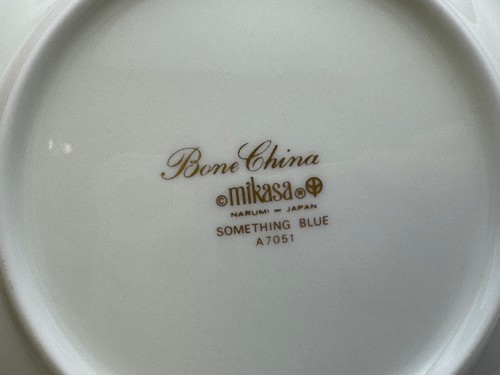 Bone China
©mikasa®
NARUMI - JAPAN
SOMETHING BLUE
A7051